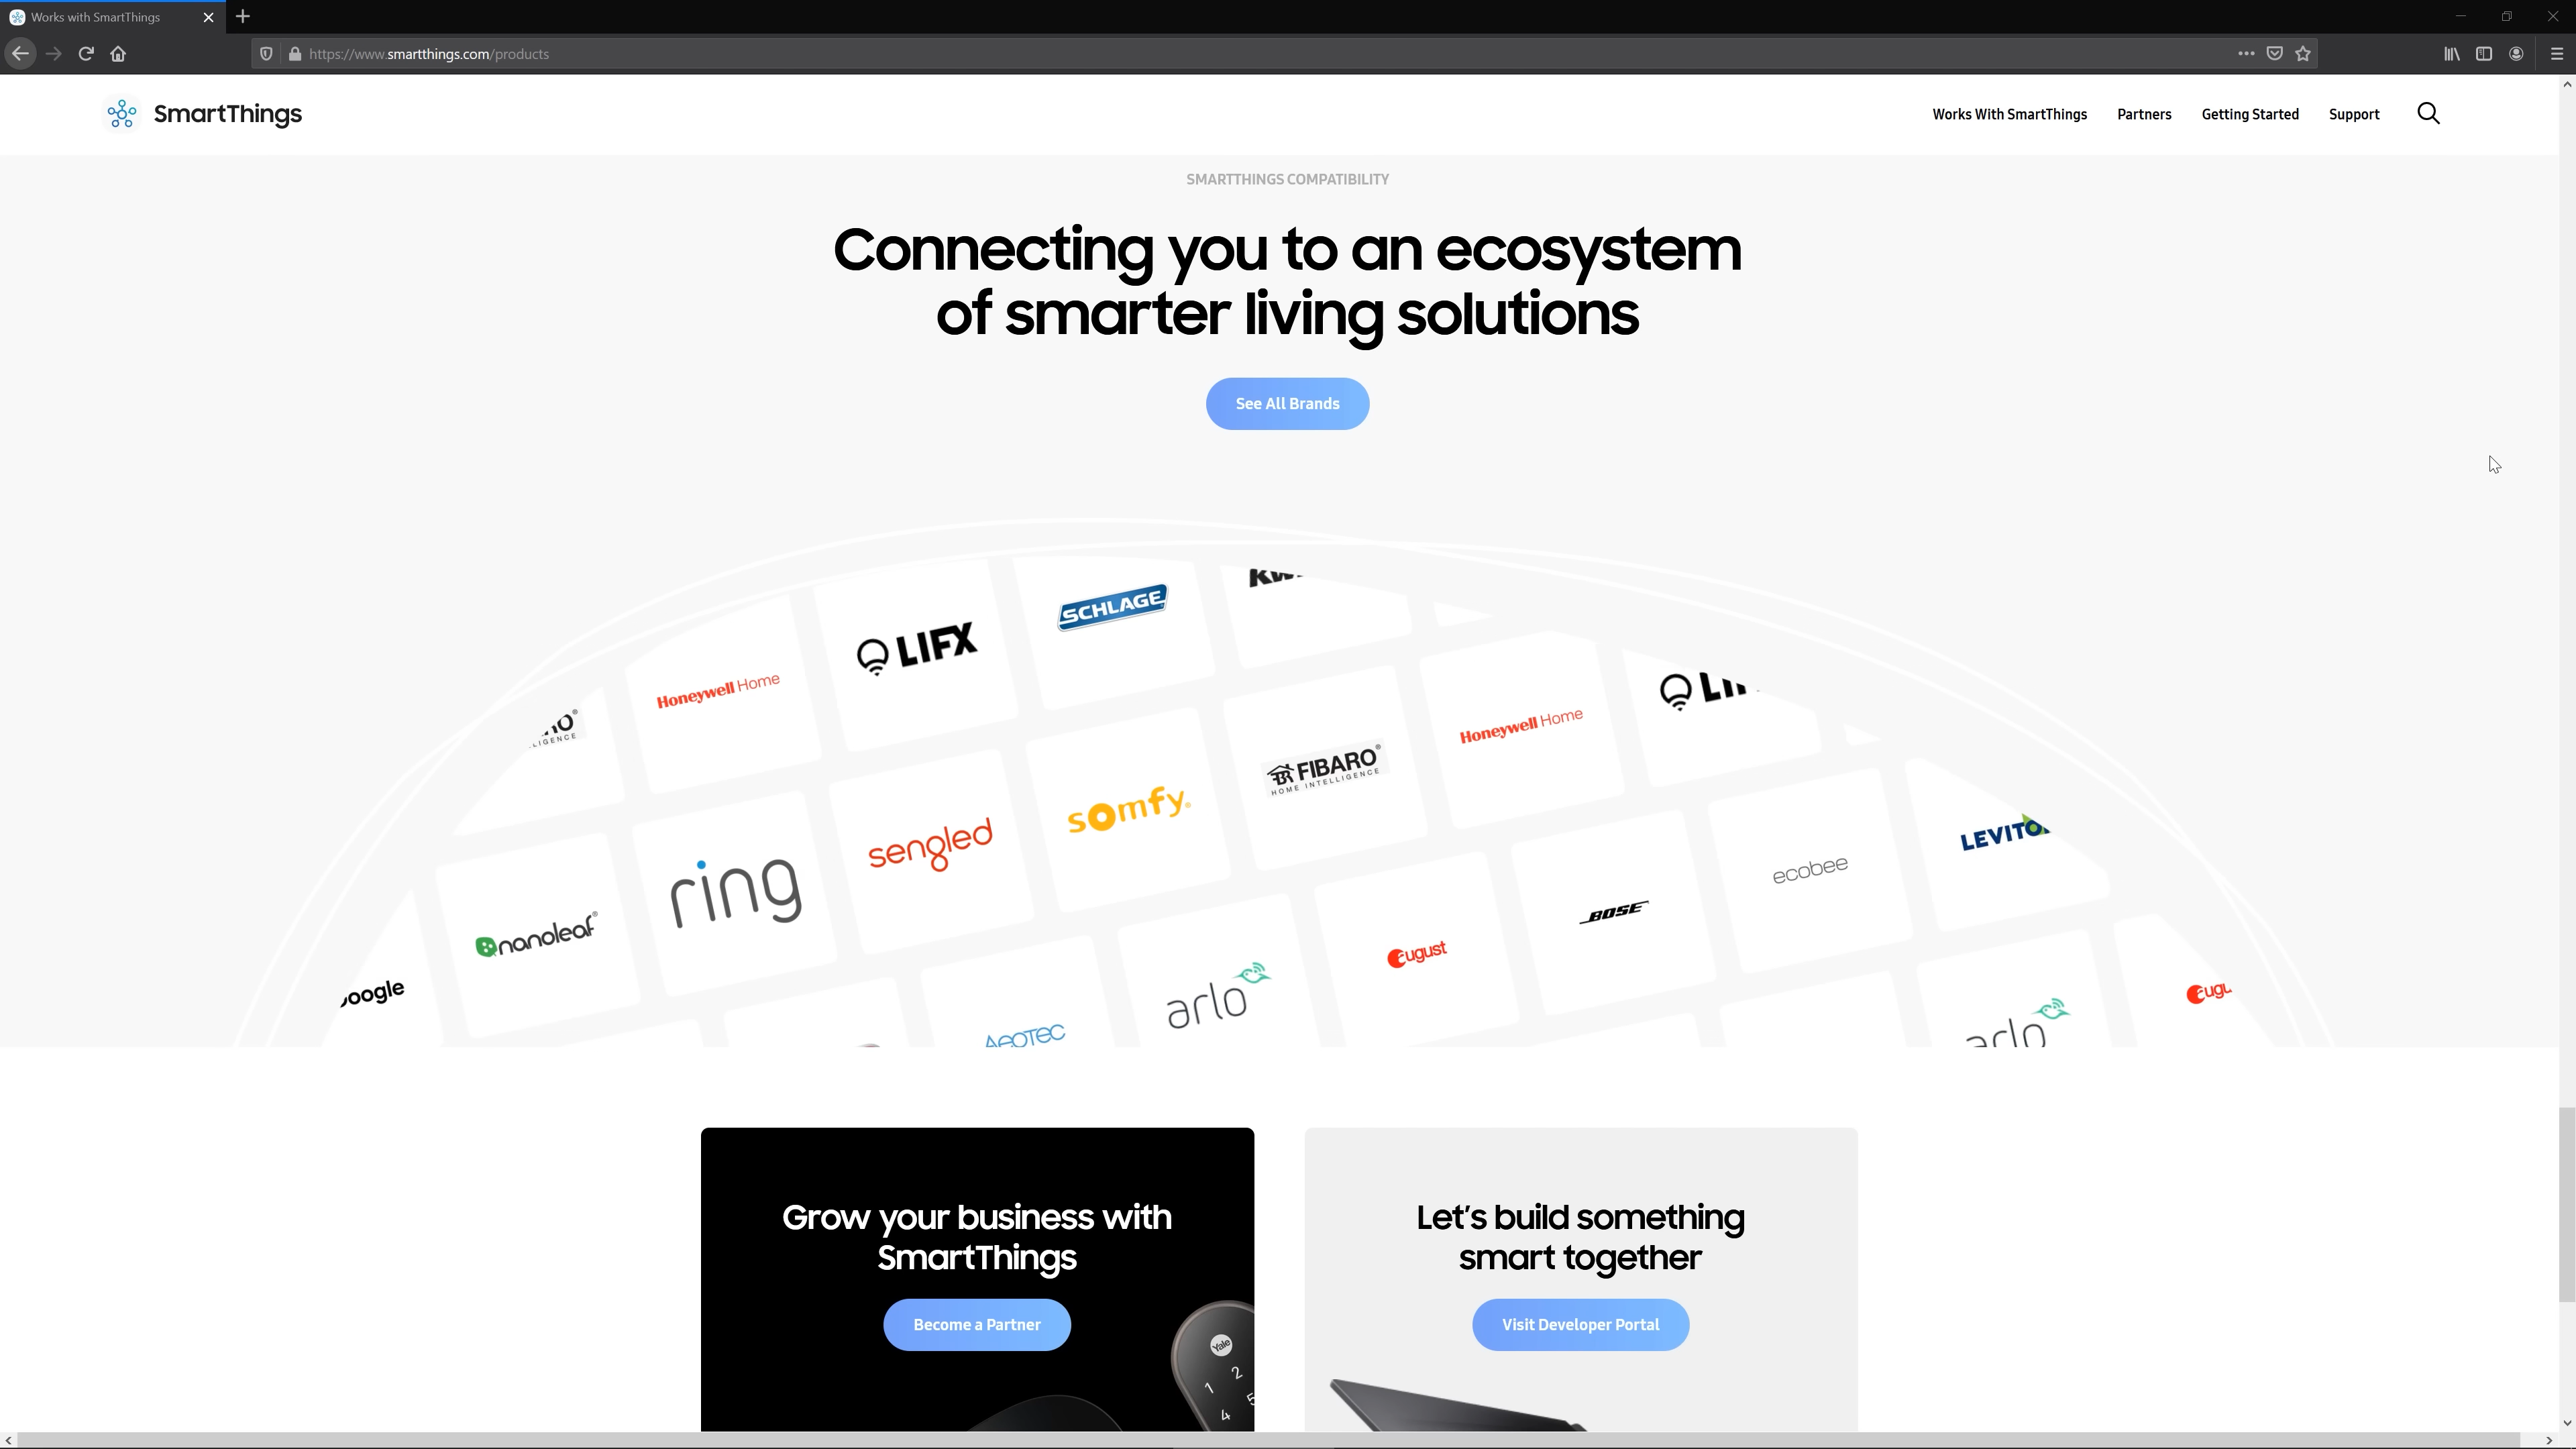 Works with SmartThings
https://www.smartthings.com/products
SmartThings
Works With SmartThings
Partners
Getting Started
Support
SMARTTHINGS COMPATIBILITY
Connecting you to an ecosystem
of smarter living solutions
See All Brands
SCHLAGE
LIFX
Honeywell Home
Honeywell Home
FIBARO®
HOME INTELLIGENCE
somfy®
sengled
ring
nanoleaf®
LEVITO
ecobee
BOSE
august
arlo
AEOTEC
oogle
arlo
Grow your business with
SmartThings
Become a Partner
Yale
1 2
4 5
Let's build something
smart together
Visit Developer Portal